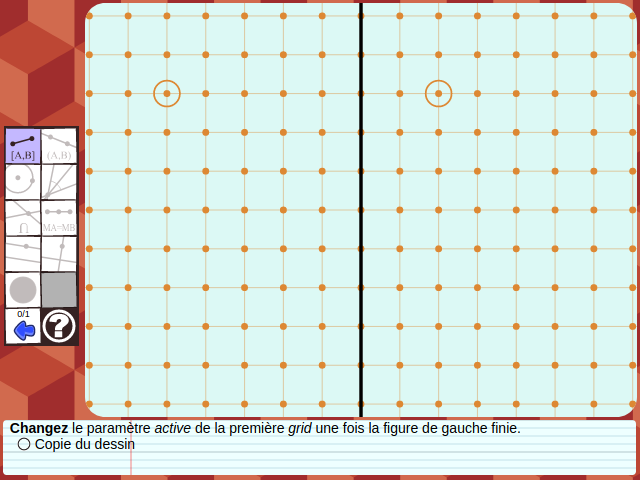 [A,B]
(A,B)
∩
MA=MB
0/1
?
Changez le paramètre active de la première grid une fois la figure de gauche finie.
Copie du dessin